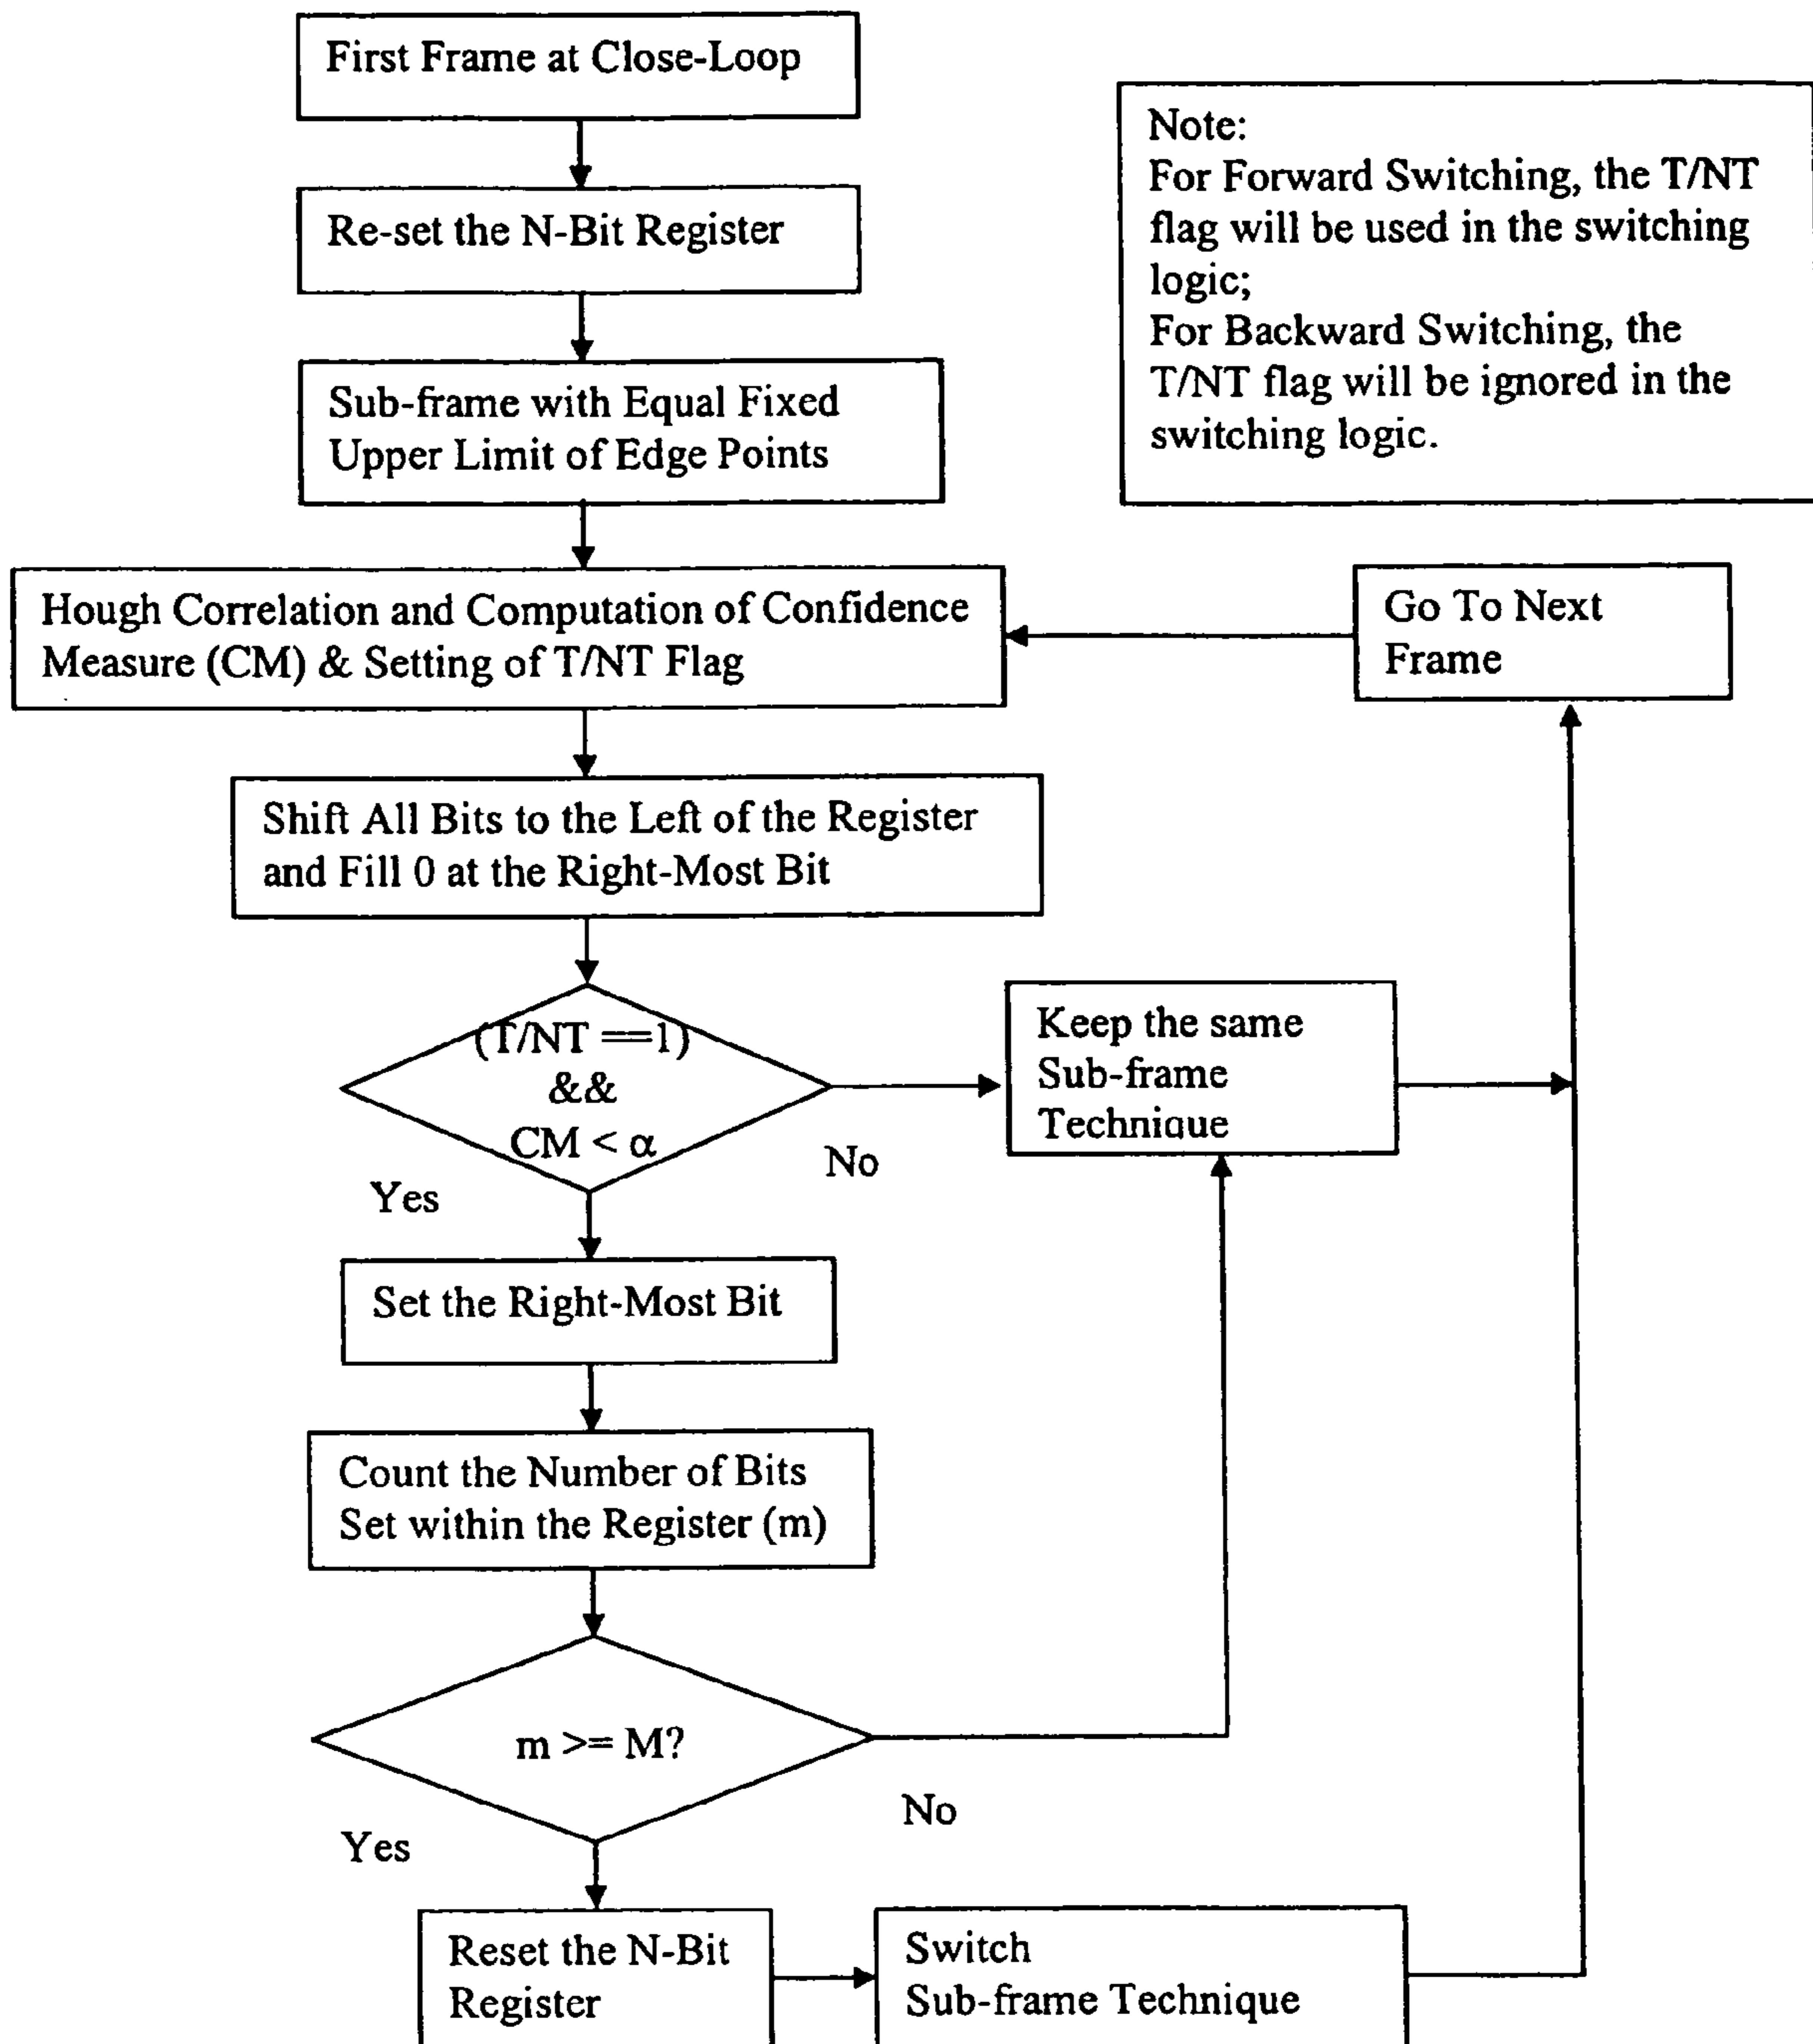 First Frame at Close-Loop
Re-set the N-Bit Register
Sub-frame with Equal Fixed
Upper Limit of Edge Points
Note:
For Forward Switching, the T/NT
flag will be used in the switching
logic;
For Backward Switching, the
T/NT flag will be ignored in the
switching logic.
Hough Correlation and Computation of Confidence
Measure (CM) & Setting of T/NT Flag
Go To Next
Frame
Shift All Bits to the Left of the Register
and Fill 0 at the Right-Most Bit
(T/NT ==1)
&&
CM < α
Keep the same
Sub-frame
Technique
No
Yes
Set the Right-Most Bit
Count the Number of Bits
Set within the Register (m)
m >= M?
No
Yes
Reset the N-Bit
Register
Switch
Sub-frame Technique